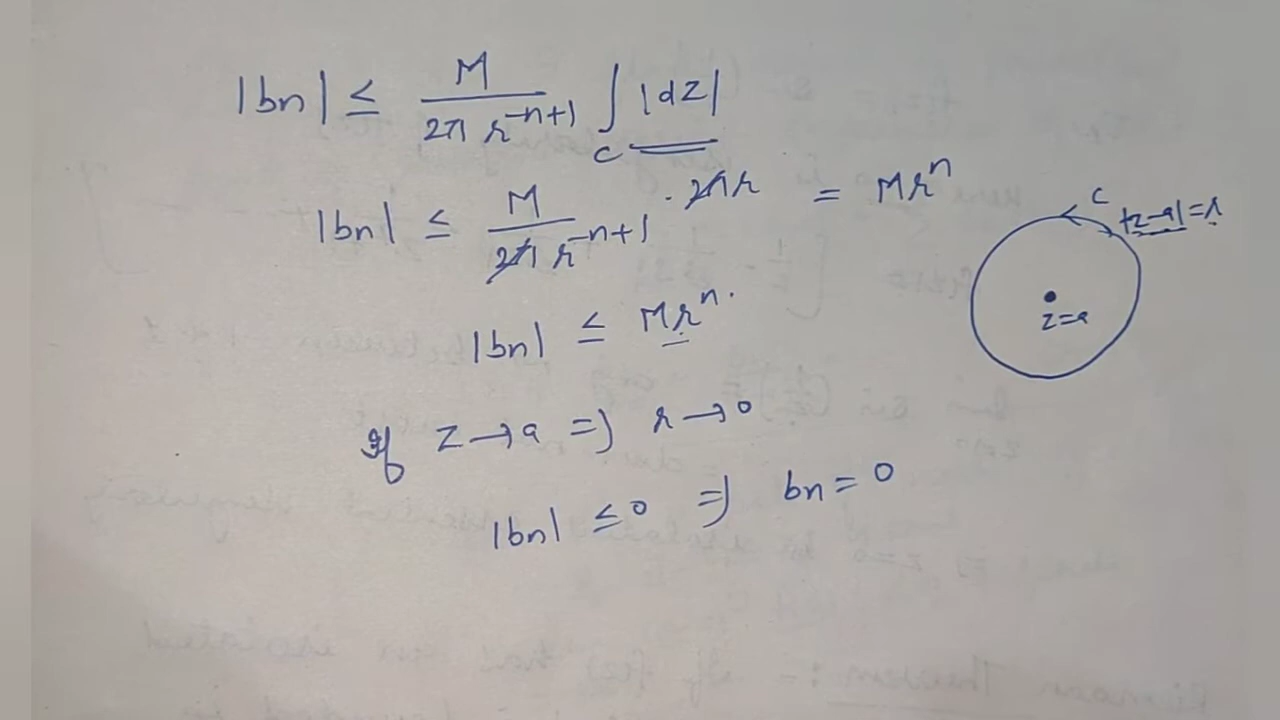 |bn| ≤ M / 2π r^{-n+1} ∫_C |dz|
|bn| ≤ M / 2π r^{-n+1} · 2πr = Mr^n
C
|z-a|=r
z=a
|bn| ≤ Mr^n.
If z→a ⇒ r→0
|bn| ≤0 ⇒ bn=0